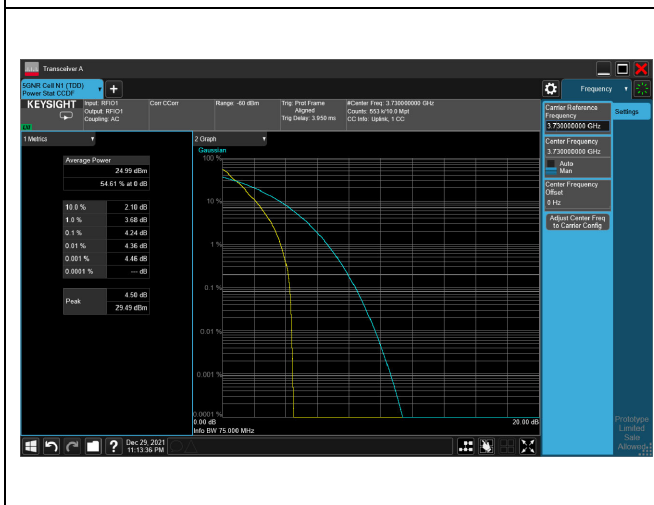 Transceiver A
5GNR Cell N1 (TDD)
Power Stat CCDF
KEYSIGHT
Input: RFIO1
Output: RFIO1
Coupling: AC
Corr CCorr
Range: -60 dBm
Trig: Prot Frame
Aligned
Trig Delay: 3.950 ms
#Center Freq: 3.730000000 GHz
Counts: 553 k/10.0 Mpt
CC Info: Uplink, 1 CC
Frequency
Carrier Reference
Frequency
3.730000000 GHz
Settings
Center Frequency
3.730000000 GHz
Auto
Man
Center Frequency
Offset
0 Hz
Adjust Center Freq
to Carrier Config
1 Metrics
Average Power
24.99 dBm
54.61 % at 0 dB
10.0 % 2.10 dB
1.0 % 3.68 dB
0.1 % 4.24 dB
0.01 % 4.36 dB
0.001 % 4.46 dB
0.0001 % --- dB
Peak
4.50 dB
29.49 dBm
2 Graph
Gaussian
100 %
10 %
1 %
0.1 %
0.01 %
0.001 %
0.0001 %
0.00 dB
20.00 dB
Info BW 75.000 MHz
Dec 29, 2021
11:13:36 PM
?
Prototype
Limited
Sale
Allowed